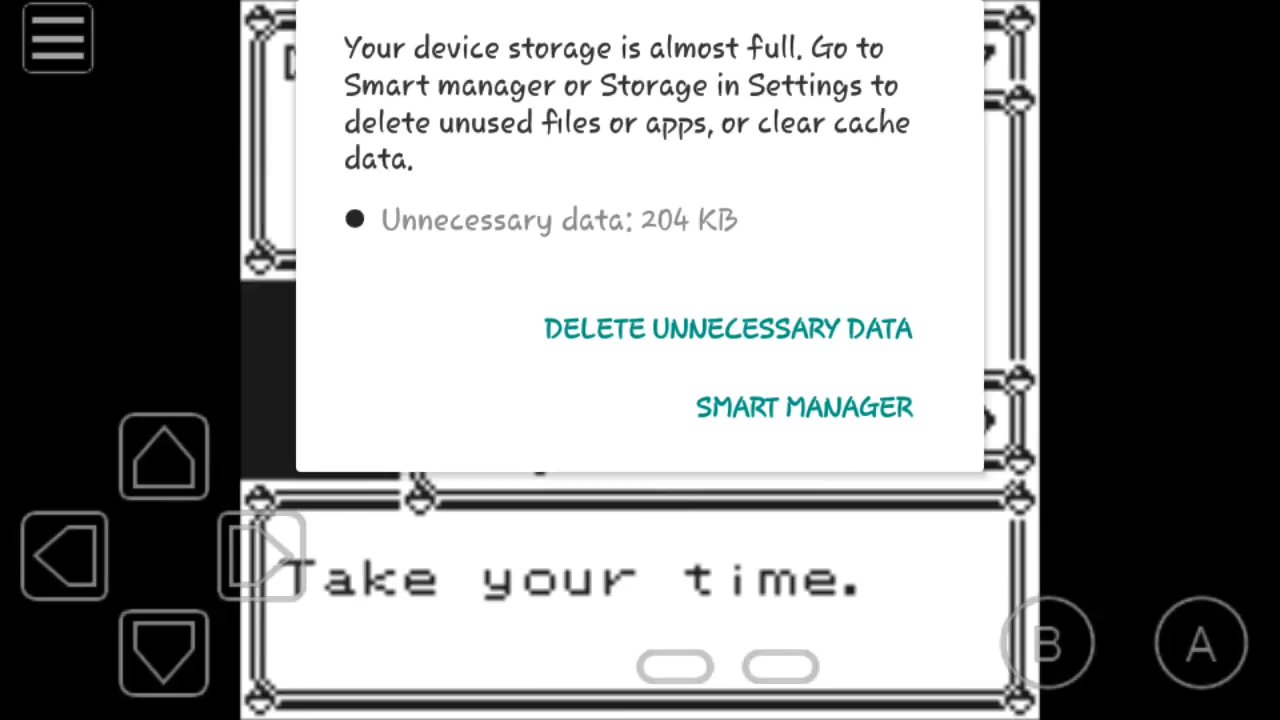 Your device storage is almost full. Go to
Smart manager or Storage in Settings to
delete unused files or apps, or clear cache
data.
Unnecessary data: 204 KB
DELETE UNNECESSARY DATA
SMART MANAGER
Take your time.
B
A